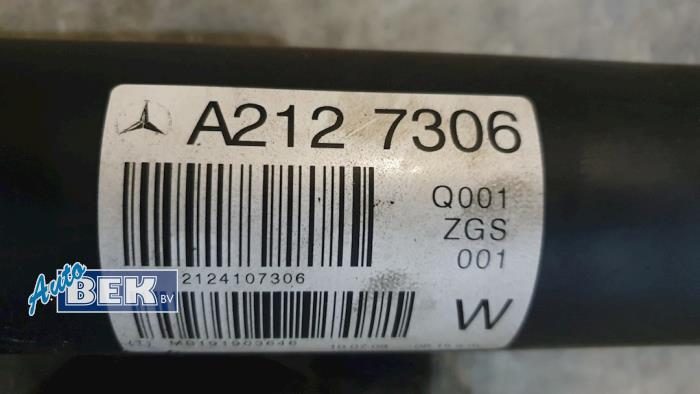 A212 7306
Q001
ZGS
001
2124107306
Auto
BEK BV
W